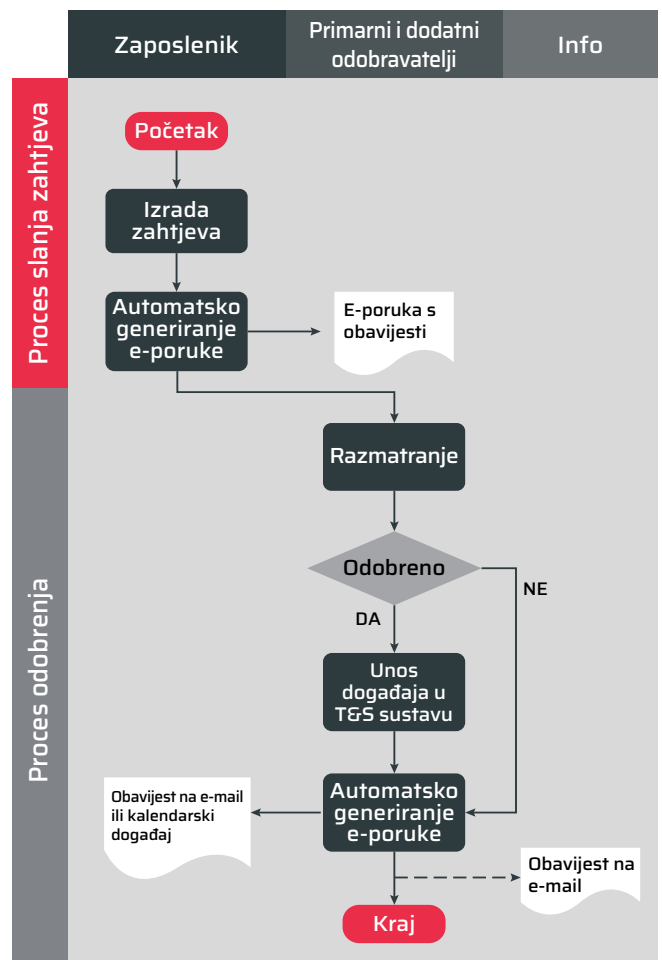 Zaposlenik
Primarni i dodatni
odobravatelji
Info
Proces slanja zahtjeva
Početak
Izrada
zahtjeva
Automatsko
generiranje
e-poruke
E-poruka s
obavijesti
Proces odobrenja
Razmatranje
Odobreno
NE
DA
Unos
događaja u
T&S sustavu
Automatsko
generiranje
e-poruke
Obavijest na e-mail
ili kalendarski
događaj
Obavijest na
e-mail
Kraj